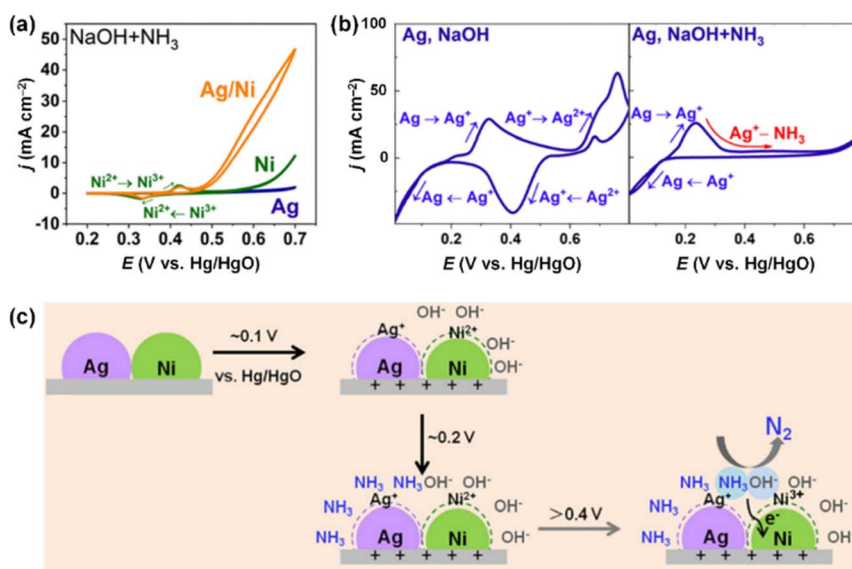 (a)
NaOH+NH₃
Ag/Ni
Ni
Ag
Ni²⁺→ Ni³⁺
Ni²⁺← Ni³⁺
50
40
30
20
10
0
-10
0.2 0.3 0.4 0.5 0.6 0.7
j (mA cm⁻²)
E (V vs. Hg/HgO)
(b)
Ag, NaOH
Ag → Ag⁺
Ag⁺→ Ag²⁺
Ag ← Ag⁺
Ag⁺← Ag²⁺
100
50
0
j (mA cm⁻²)
0.2 0.4 0.6
E (V vs. Hg/HgO)
Ag, NaOH+NH₃
Ag → Ag⁺
Ag⁺– NH₃
Ag ← Ag⁺
0.2 0.4 0.6
E (V vs. Hg/HgO)
(c)
Ag Ni
~0.1 V
vs. Hg/HgO
OH⁻ OH⁻
Ag⁺ Ni²⁺ OH⁻
Ag Ni OH⁻
+ + + + +
~0.2 V
NH₃ NH₃OH⁻ OH⁻
NH₃ Ag⁺ Ni²⁺ OH⁻
NH₃ Ag Ni OH⁻
+ + + + +
>0.4 V
N₂
NH₃ NH₃OH⁻ OH⁻
NH₃ Ag⁺ Ni³⁺ OH⁻
e⁻
NH₃ Ag Ni OH⁻
+ + + + +